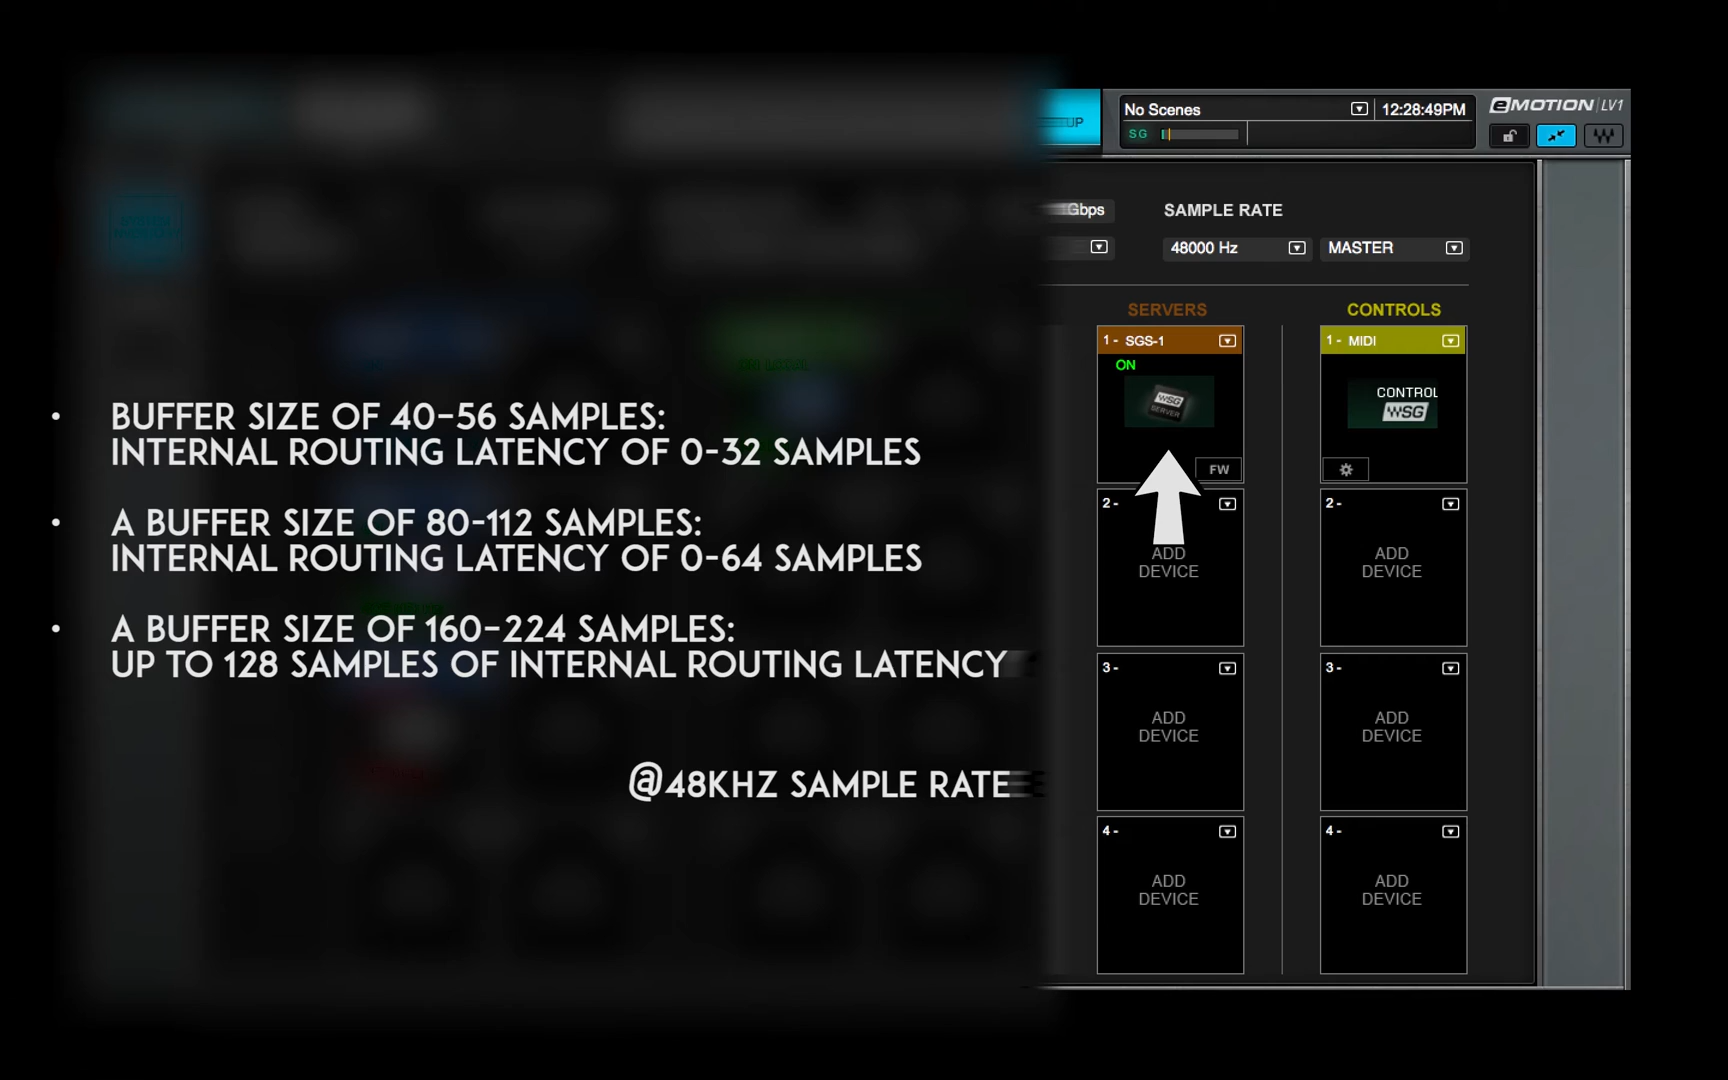 UP
No Scenes
12:28:49PM
eMOTION LV1
SG
Gbps
SAMPLE RATE
48000 Hz
MASTER
SERVERS
CONTROLS
1 - SGS-1
1 - MIDI
ON
WSG
SERVER
CONTROL
WSG
FW
• BUFFER SIZE OF 40-56 SAMPLES:
INTERNAL ROUTING LATENCY OF 0-32 SAMPLES
• A BUFFER SIZE OF 80-112 SAMPLES:
INTERNAL ROUTING LATENCY OF 0-64 SAMPLES
• A BUFFER SIZE OF 160-224 SAMPLES:
UP TO 128 SAMPLES OF INTERNAL ROUTING LATENCY
@48KHZ SAMPLE RATE
2 -
ADD
DEVICE
2 -
ADD
DEVICE
3 -
ADD
DEVICE
3 -
ADD
DEVICE
4 -
ADD
DEVICE
4 -
ADD
DEVICE